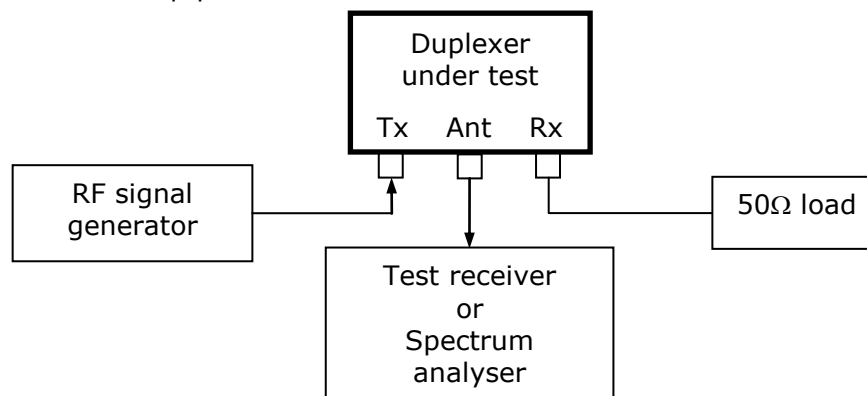 Duplexer
under test
Tx Ant Rx
RF signal
generator
50Ω load
Test receiver
or
Spectrum
analyser